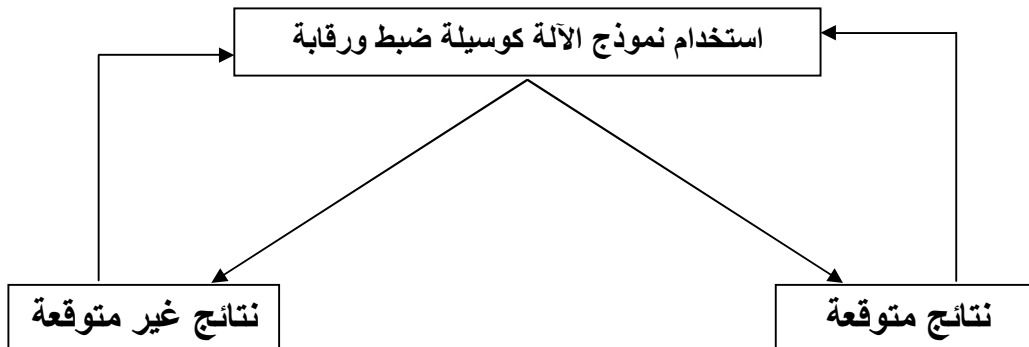 استخدام نموذج الآلة كوسيلة ضبط ورقابة
نتائج متوقعة
نتائج غير متوقعة